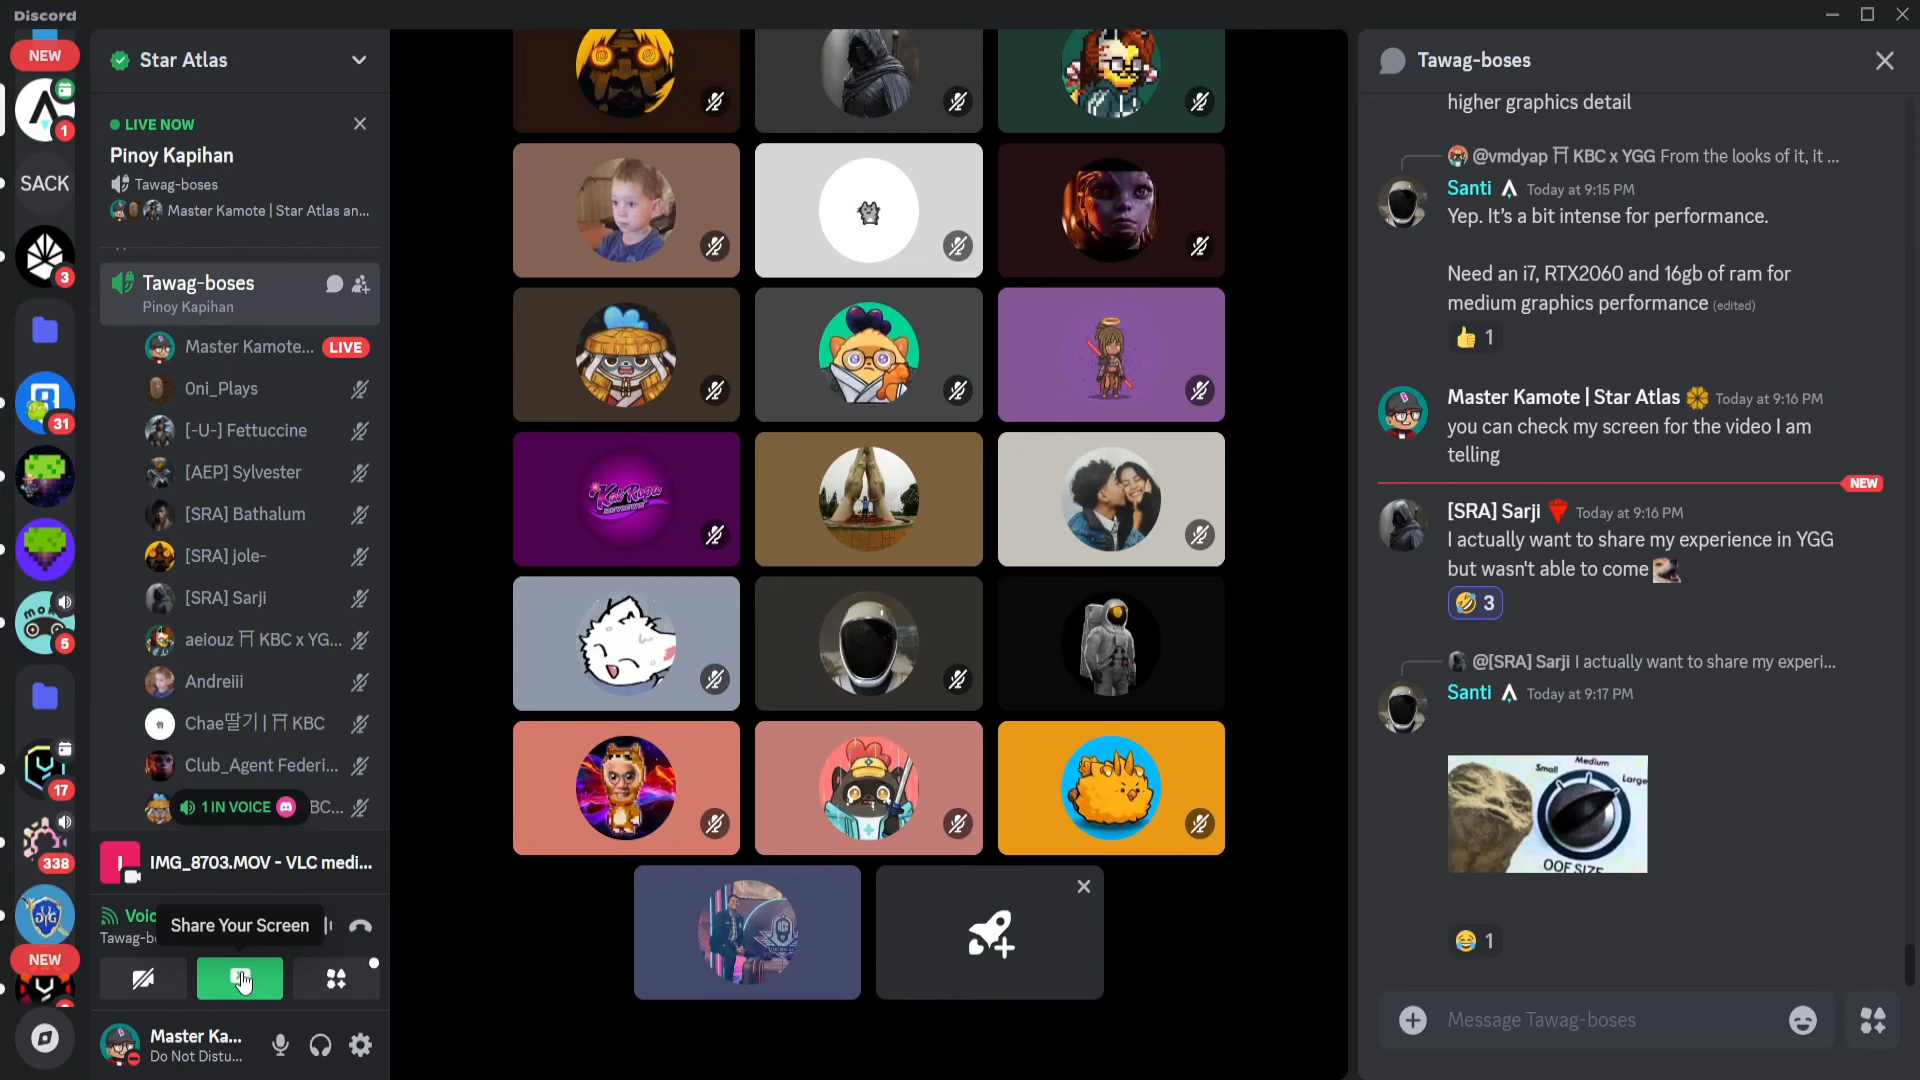 Discord
NEW
1
SACK
3
31
5
17
338
NEW
Star Atlas
LIVE NOW
Pinoy Kapihan
Tawag-boses
Master Kamote | Star Atlas an...
Tawag-boses
Pinoy Kapihan
Master Kamote... LIVE
0ni_Plays
[-U-] Fettuccine
[AEP] Sylvester
[SRA] Bathalum
[SRA] jole-
[SRA] Sarji
aeiouz ⛩ KBC x YG...
Andreiii
Chae딸기 | ⛩ KBC
Club_Agent Federi...
1 IN VOICE BC...
IMG_8703.MOV - VLC medi...
Voic
Share Your Screen
Tawag-b
Master Ka...
Do Not Distu...
Tawag-boses
higher graphics detail
@vmdyap ⛩ KBC x YGG From the looks of it, it ...
Santi Today at 9:15 PM
Yep. It's a bit intense for performance.
Need an i7, RTX2060 and 16gb of ram for
medium graphics performance (edited)
👍 1
Master Kamote | Star Atlas Today at 9:16 PM
you can check my screen for the video I am
telling
NEW
[SRA] Sarji Today at 9:16 PM
I actually want to share my experience in YGG
but wasn't able to come
🤣 3
@[SRA] Sarji I actually want to share my experi...
Santi Today at 9:17 PM
Small Medium Large
OOF SIZE
😂 1
Message Tawag-boses